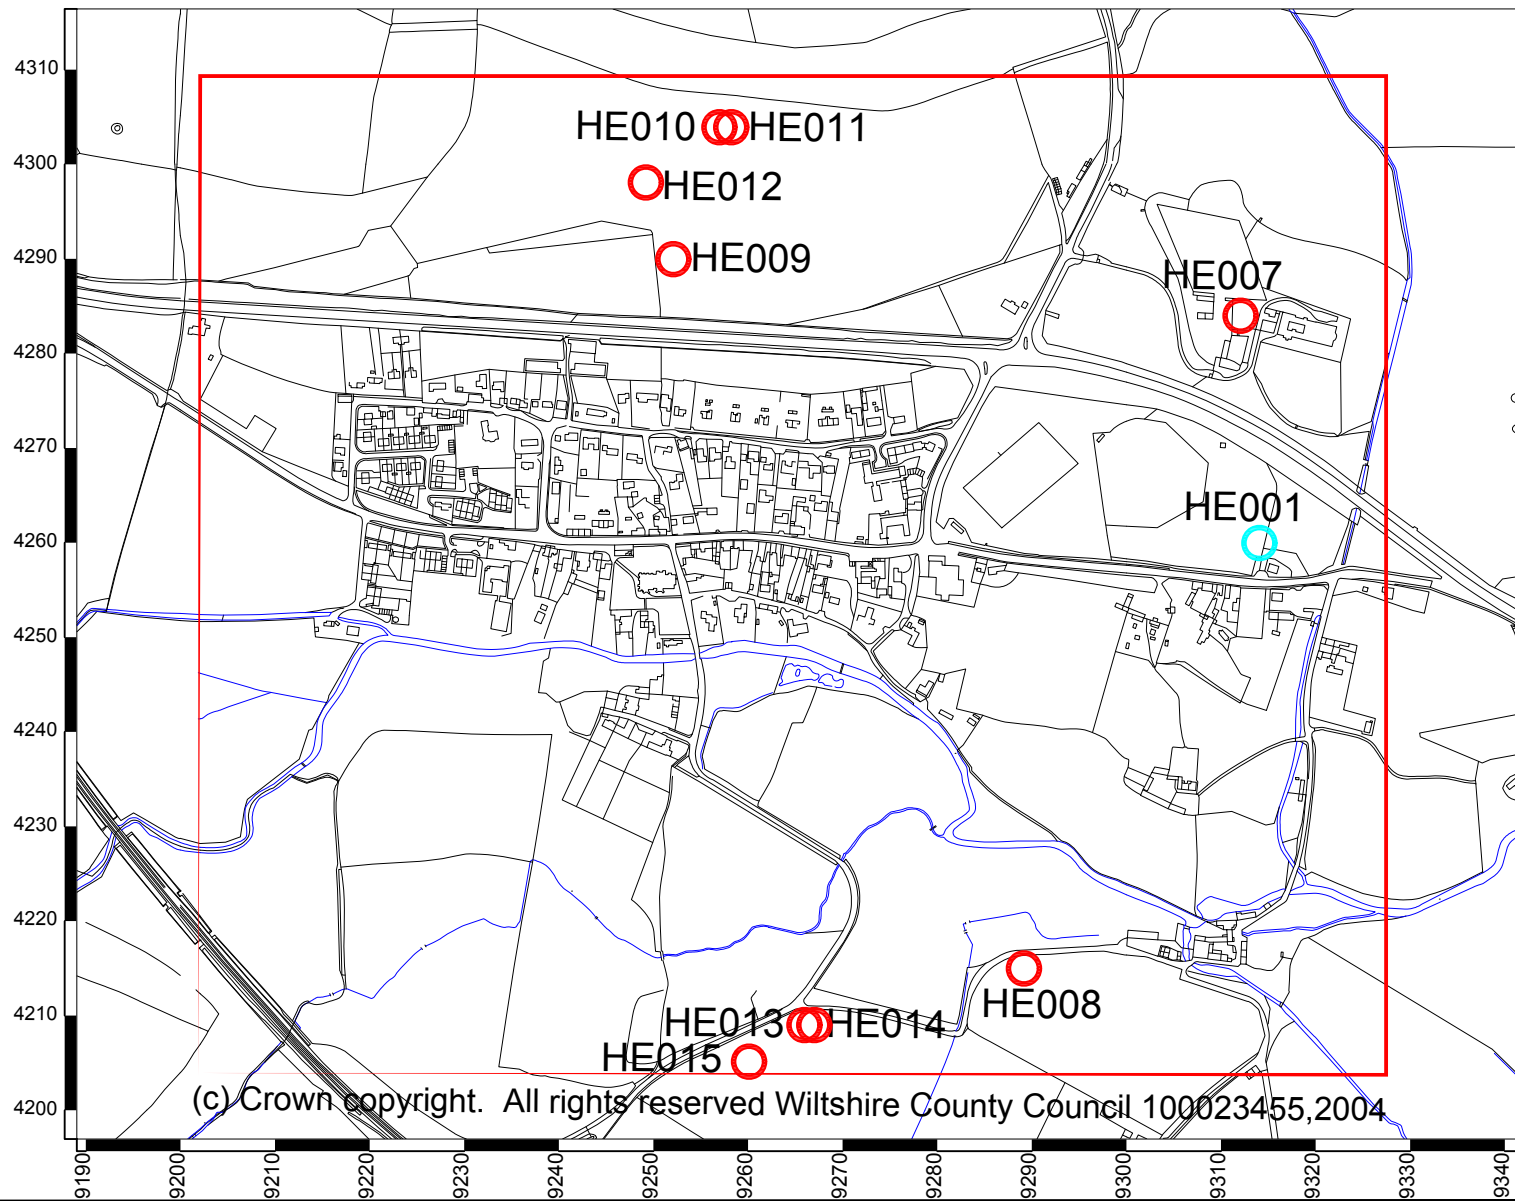 4310
HE010 HE011
4300
HE012
4290
HE009
HE007
4280
4270
HE001
4260
4250
4240
4230
4220
HE008
4210
HE013 HE014
HE015
(c) Crown copyright. All rights reserved Wiltshire County Council 100023455,2004
4200
9190 9200 9210 9220 9230 9240 9250 9260 9270 9280 9290 9300 9310 9320 9330 9340